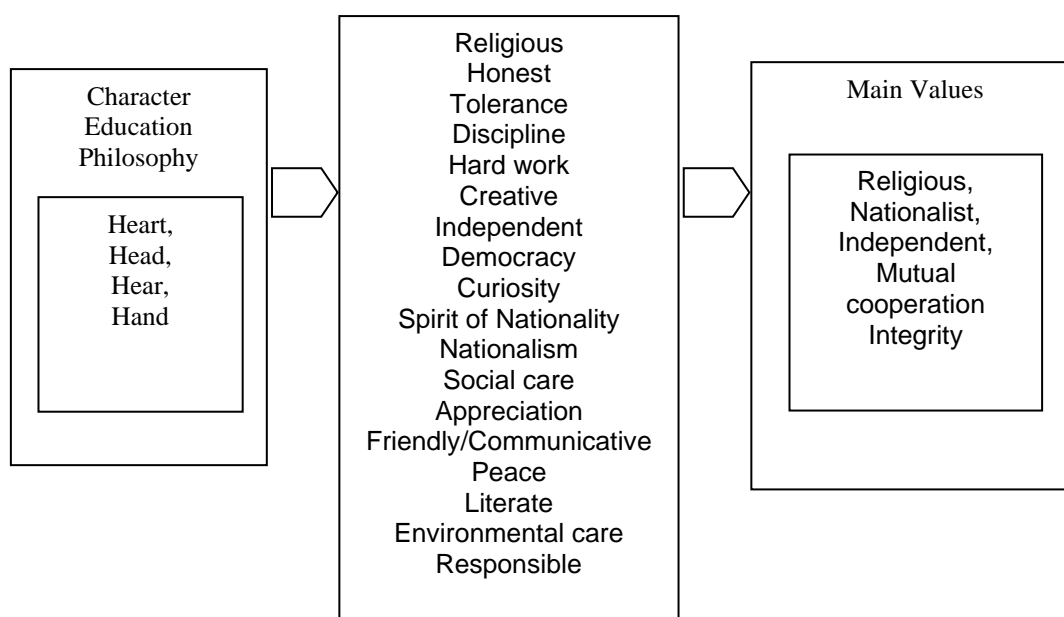 Character
Education
Philosophy
Heart,
Head,
Hear,
Hand
Religious
Honest
Tolerance
Discipline
Hard work
Creative
Independent
Democracy
Curiosity
Spirit of Nationality
Nationalism
Social care
Appreciation
Friendly/Communicative
Peace
Literate
Environmental care
Responsible
Main Values
Religious,
Nationalist,
Independent,
Mutual
cooperation
Integrity